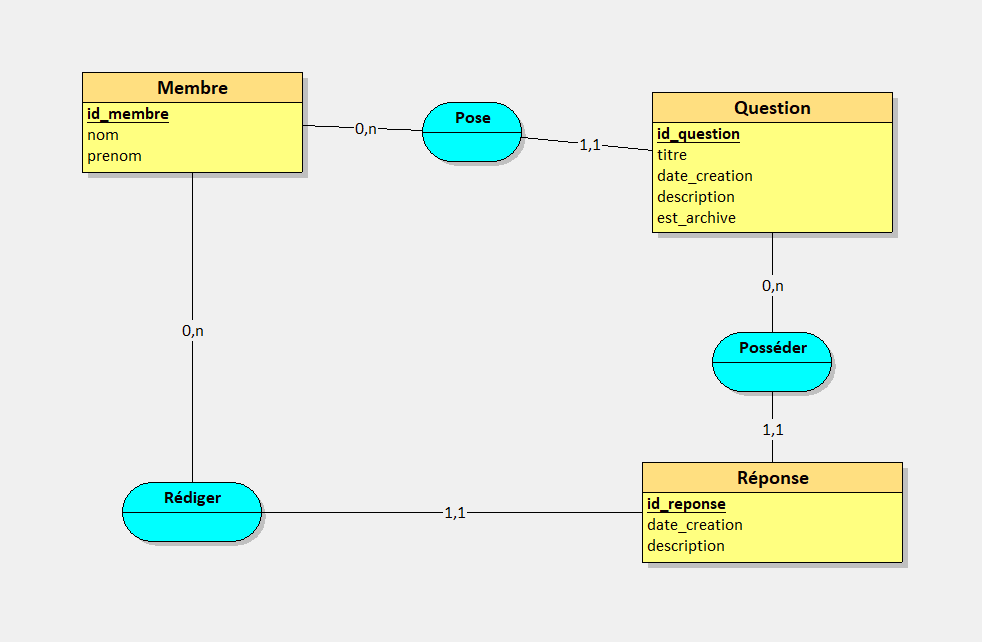 Membre
id_membre
nom
prenom
0,n
Pose
1,1
Question
id_question
titre
date_creation
description
est_archive
0,n
0,n
Posséder
1,1
Rédiger
1,1
Réponse
id_reponse
date_creation
description